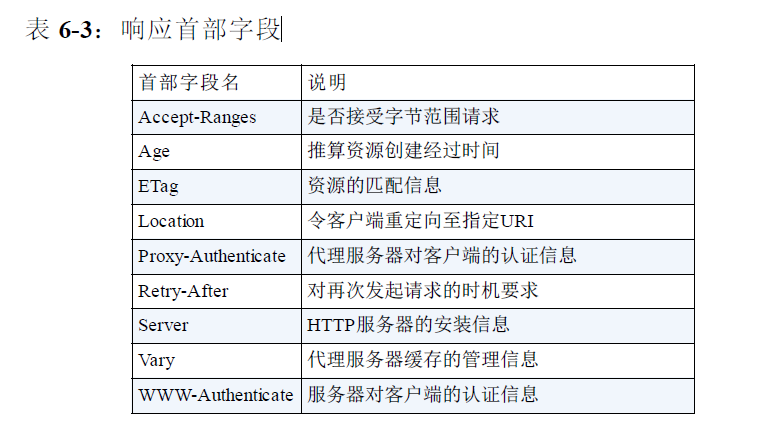 表 6-3：响应首部字段
首部字段名 说明
Accept-Ranges 是否接受字节范围请求
Age 推算资源创建经过时间
ETag 资源的匹配信息
Location 令客户端重定向至指定URI
Proxy-Authenticate 代理服务器对客户端的认证信息
Retry-After 对再次发起请求的时机要求
Server HTTP服务器的安装信息
Vary 代理服务器缓存的管理信息
WWW-Authenticate 服务器对客户端的认证信息